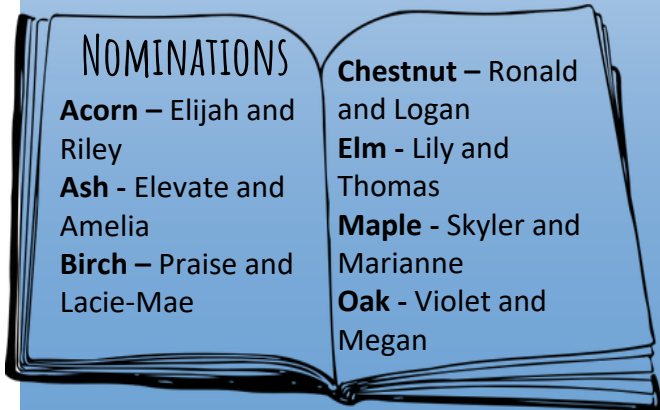 NOMINATIONS
Acorn – Elijah and
Riley
Ash - Elevate and
Amelia
Birch – Praise and
Lacie-Mae
Chestnut – Ronald
and Logan
Elm - Lily and
Thomas
Maple - Skyler and
Marianne
Oak - Violet and
Megan